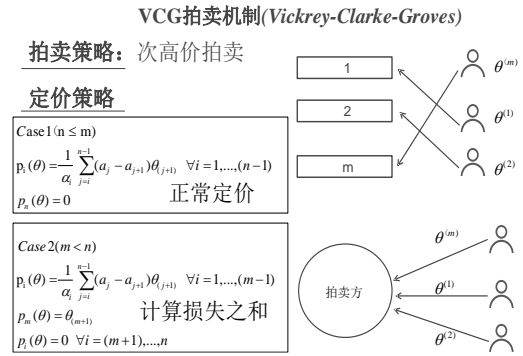 VCG拍卖机制(Vickrey-Clarke-Groves)
拍卖策略：次高价拍卖
定价策略
Case1(n ≤ m)
p_i(θ) = 1/α_i ∑_{j=i}^{n-1} (a_j − a_{j+1})θ_{(j+1)} ∀i = 1,...,(n−1)
正常定价
p_n(θ) = 0
Case2(m < n)
p_i(θ) = 1/α_i ∑_{j=i}^{n-1} (a_j − a_{j+1})θ_{(j+1)} ∀i = 1,...,(m−1)
计算损失之和
p_m(θ) = θ_{(m+1)}
p_i(θ) = 0 ∀i = (m+1),...,n
1
2
m
θ^{(m)}
θ^{(1)}
θ^{(2)}
拍卖方
θ^{(m)}
θ^{(1)}
θ^{(2)}